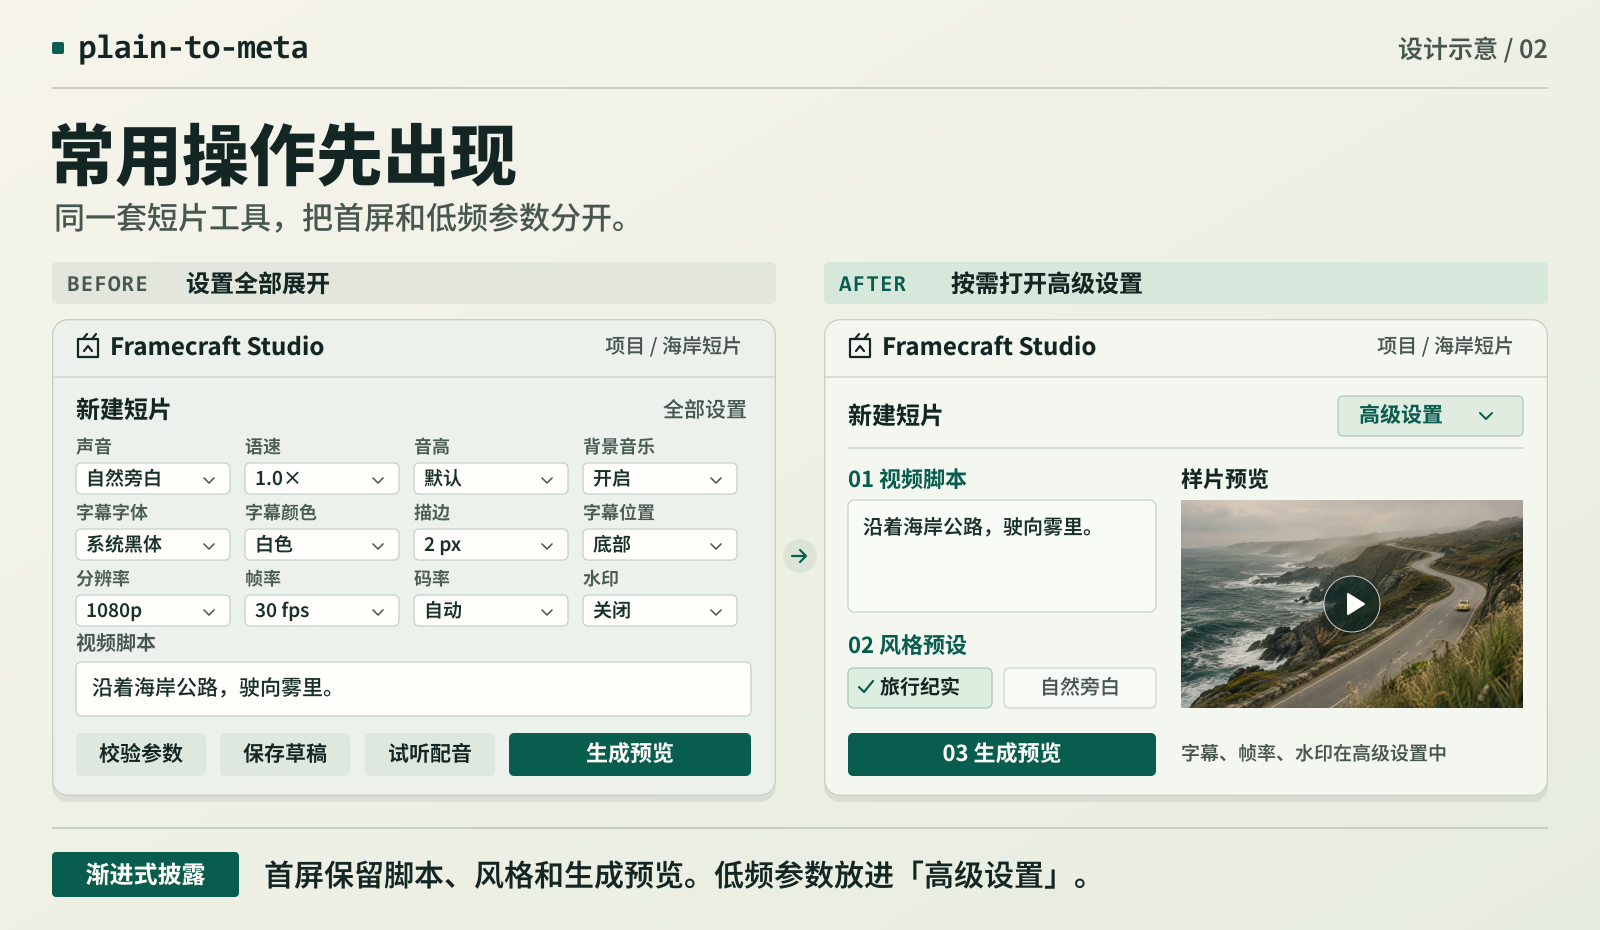 plain-to-meta
设计示意 / 02
常用操作先出现
同一套短片工具，把首屏和低频参数分开。
BEFORE 设置全部展开
Framecraft Studio
项目 / 海岸短片
新建短片
全部设置
声音 语速 音高 背景音乐
自然旁白 1.0× 默认 开启
字幕字体 字幕颜色 描边 字幕位置
系统黑体 白色 2 px 底部
分辨率 帧率 码率 水印
1080p 30 fps 自动 关闭
视频脚本
沿着海岸公路，驶向雾里。
校验参数 保存草稿 试听配音 生成预览
AFTER 按需打开高级设置
Framecraft Studio
项目 / 海岸短片
新建短片
高级设置
01 视频脚本
沿着海岸公路，驶向雾里。
02 风格预设
旅行纪实 自然旁白
03 生成预览
样片预览
字幕、帧率、水印在高级设置中
渐进式披露
首屏保留脚本、风格和生成预览。低频参数放进「高级设置」。